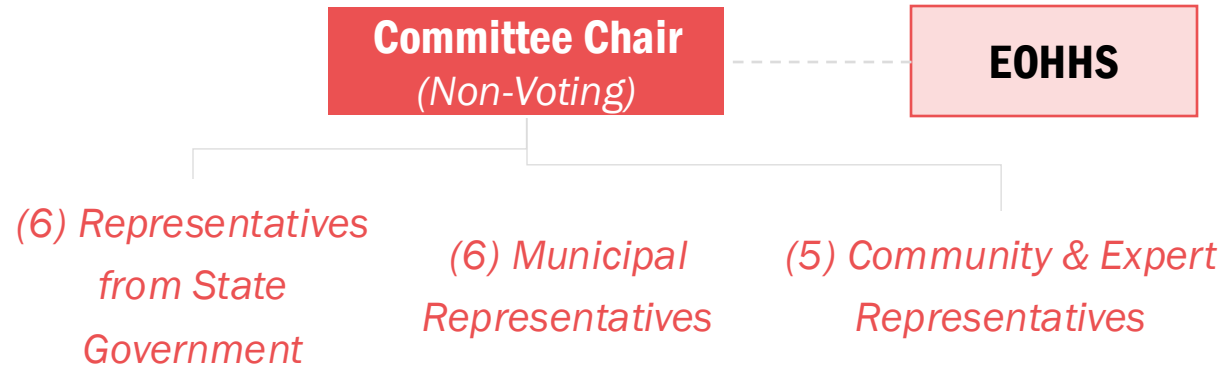 Committee Chair
(Non-Voting)
EOHHS
(6) Representatives
from State
Government
(6) Municipal
Representatives
(5) Community & Expert
Representatives